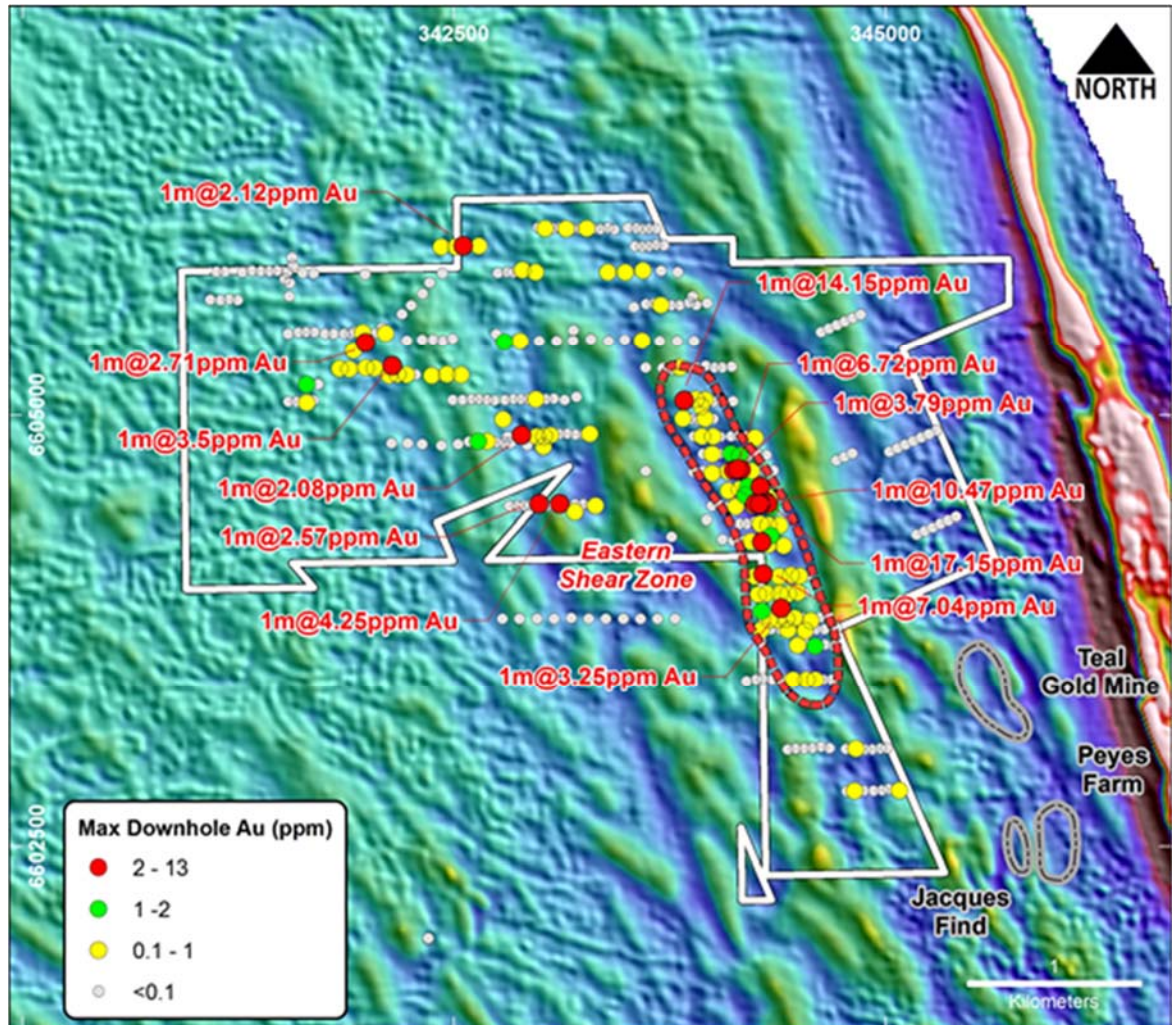 342500
345000
NORTH
1m@2.12ppm Au
1m@14.15ppm Au
1m@2.71ppm Au
1m@6.72ppm Au
6605000
1m@3.79ppm Au
1m@3.5ppm Au
1m@2.08ppm Au
1m@10.47ppm Au
1m@2.57ppm Au
Eastern
Shear Zone
1m@17.15ppm Au
1m@4.25ppm Au
1m@7.04ppm Au
1m@3.25ppm Au
Teal
Gold Mine
Peyes
Farm
6602500
Jacques
Find
Max Downhole Au (ppm)
2 - 13
1 -2
0.1 - 1
<0.1
1
Kilometers